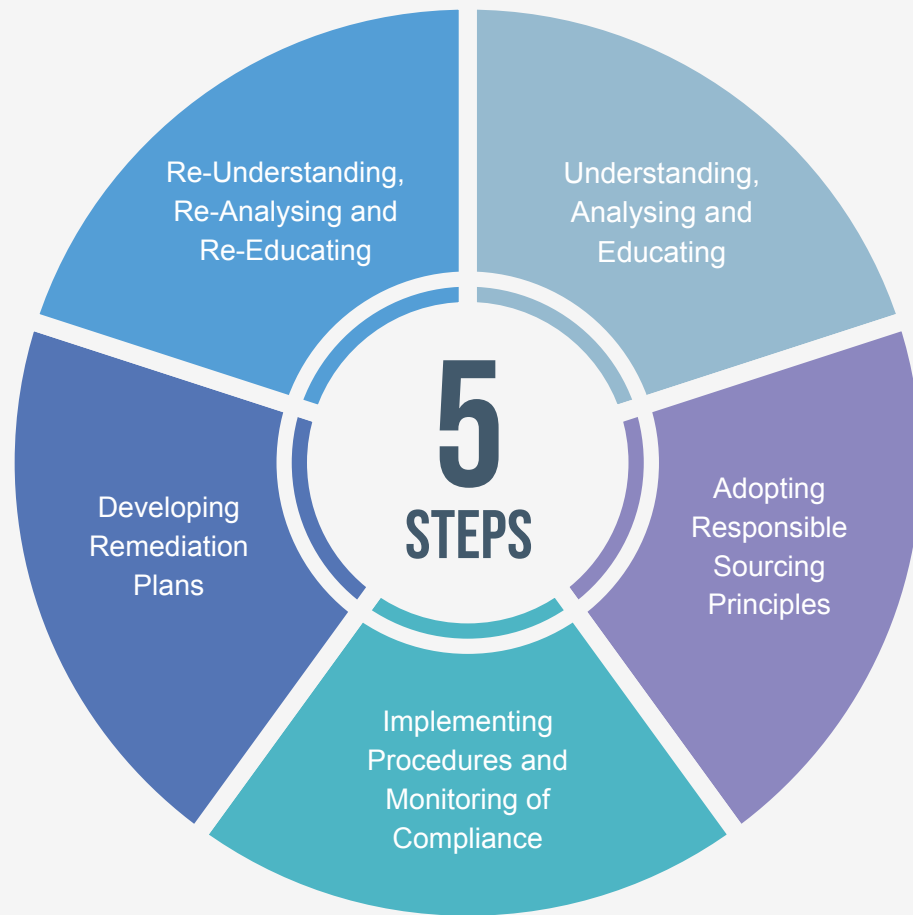 Re-Understanding,
Re-Analysing and
Re-Educating
Understanding,
Analysing and
Educating
5
STEPS
Developing
Remediation
Plans
Adopting
Responsible
Sourcing
Principles
Implementing
Procedures and
Monitoring of
Compliance